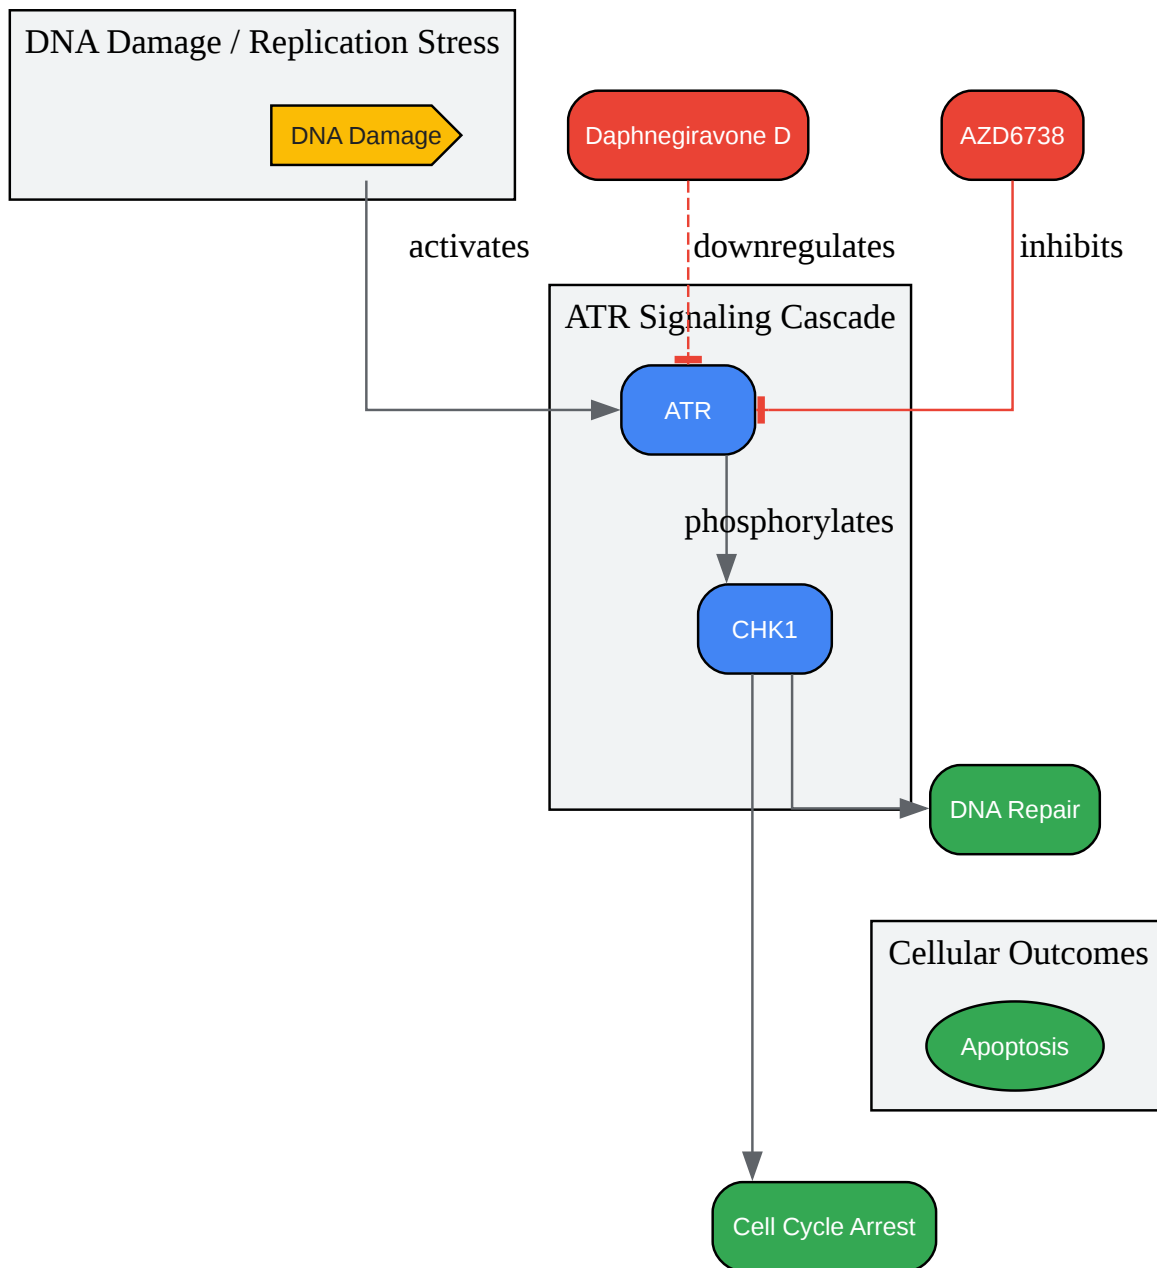 DNA Damage / Replication Stress
DNA Damage
Daphnegiravone D
AZD6738
activates
downregulates
inhibits
ATR Signaling Cascade
ATR
phosphorylates
CHK1
DNA Repair
Cellular Outcomes
Apoptosis
Cell Cycle Arrest